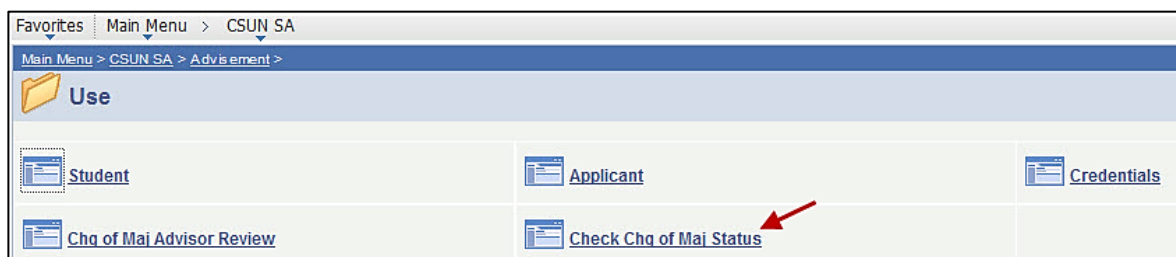 Favorites Main Menu > CSUN SA
Main Menu > CSUN SA > Advisement >
Use
Student Applicant Credentials
Chg of Maj Advisor Review Check Chg of Maj Status